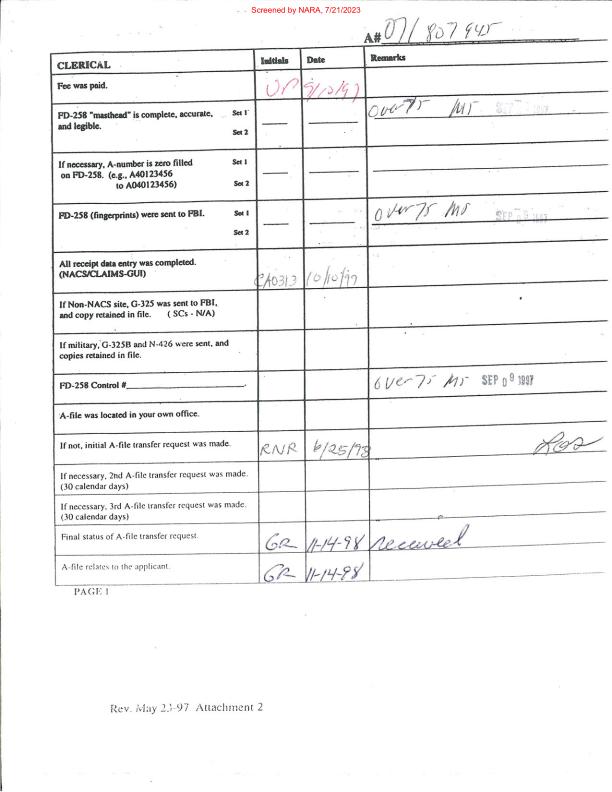 Screened by NARA, 7/21/2023
A# 071 807 945
CLERICAL Initials Date Remarks
Fee was paid. 9/10/97
FD-258 "masthead" is complete, accurate, Set 1 Over 75 MS SEP 1997
and legible. Set 2
If necessary, A-number is zero filled Set 1
on FD-258. (e.g., A40123456 Set 2
to A040123456)
FD-258 (fingerprints) were sent to FBI. Set 1 Over 75 MS SEP 09 1997
Set 2
All receipt data entry was completed.
(NACS/CLAIMS-GUI) CA0313 10/10/97
If Non-NACS site, G-325 was sent to FBI,
and copy retained in file. ( SCs - N/A)
If military, G-325B and N-426 were sent, and
copies retained in file.
FD-258 Control #____________________. Over 75 MS SEP 09 1997
A-file was located in your own office.
If not, initial A-file transfer request was made. RNR 6/25/98 Los
If necessary, 2nd A-file transfer request was made.
(30 calendar days)
If necessary, 3rd A-file transfer request was made.
(30 calendar days)
Final status of A-file transfer request. GR 11-14-98 received
A-file relates to the applicant. GR 11-14-98
PAGE 1
Rev. May 23-97 Attachment 2